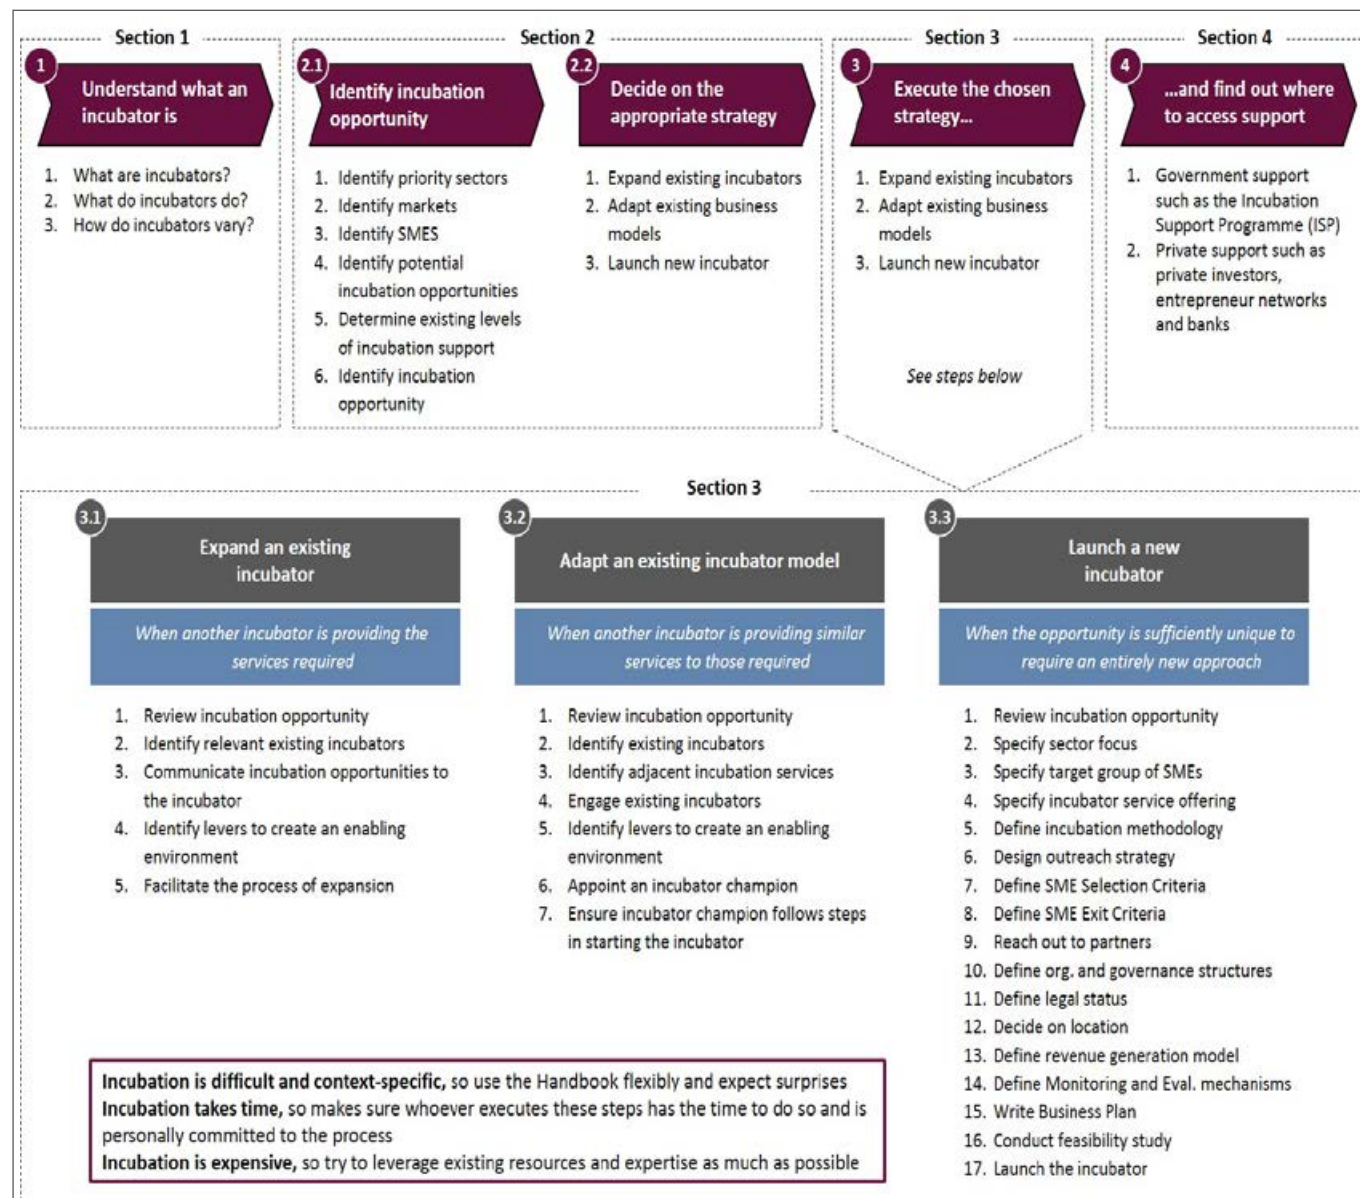 Section 1
1
Understand what an
incubator is
1. What are incubators?
2. What do incubators do?
3. How do incubators vary?
Section 2
2.1
Identify incubation
opportunity
1. Identify priority sectors
2. Identify markets
3. Identify SMES
4. Identify potential
incubation opportunities
5. Determine existing levels
of incubation support
6. Identify incubation
opportunity
2.2
Decide on the
appropriate strategy
1. Expand existing incubators
2. Adapt existing business
models
3. Launch new incubator
Section 3
3
Execute the chosen
strategy...
1. Expand existing incubators
2. Adapt existing business
models
3. Launch new incubator
See steps below
Section 4
4
...and find out where
to access support
1. Government support
such as the Incubation
Support Programme (ISP)
2. Private support such as
private investors,
entrepreneur networks
and banks
Section 3
3.1
Expand an existing
incubator
When another incubator is providing the
services required
1. Review incubation opportunity
2. Identify relevant existing incubators
3. Communicate incubation opportunities to
the incubator
4. Identify levers to create an enabling
environment
5. Facilitate the process of expansion
3.2
Adapt an existing incubator model
When another incubator is providing similar
services to those required
1. Review incubation opportunity
2. Identify existing incubators
3. Identify adjacent incubation services
4. Engage existing incubators
5. Identify levers to create an enabling
environment
6. Appoint an incubator champion
7. Ensure incubator champion follows steps
in starting the incubator
3.3
Launch a new
incubator
When the opportunity is sufficiently unique to
require an entirely new approach
1. Review incubation opportunity
2. Specify sector focus
3. Specify target group of SMEs
4. Specify incubator service offering
5. Define incubation methodology
6. Design outreach strategy
7. Define SME Selection Criteria
8. Define SME Exit Criteria
9. Reach out to partners
10. Define org. and governance structures
11. Define legal status
12. Decide on location
13. Define revenue generation model
14. Define Monitoring and Eval. mechanisms
15. Write Business Plan
16. Conduct feasibility study
17. Launch the incubator
Incubation is difficult and context-specific, so use the Handbook flexibly and expect surprises
Incubation takes time, so makes sure whoever executes these steps has the time to do so and is
personally committed to the process
Incubation is expensive, so try to leverage existing resources and expertise as much as possible